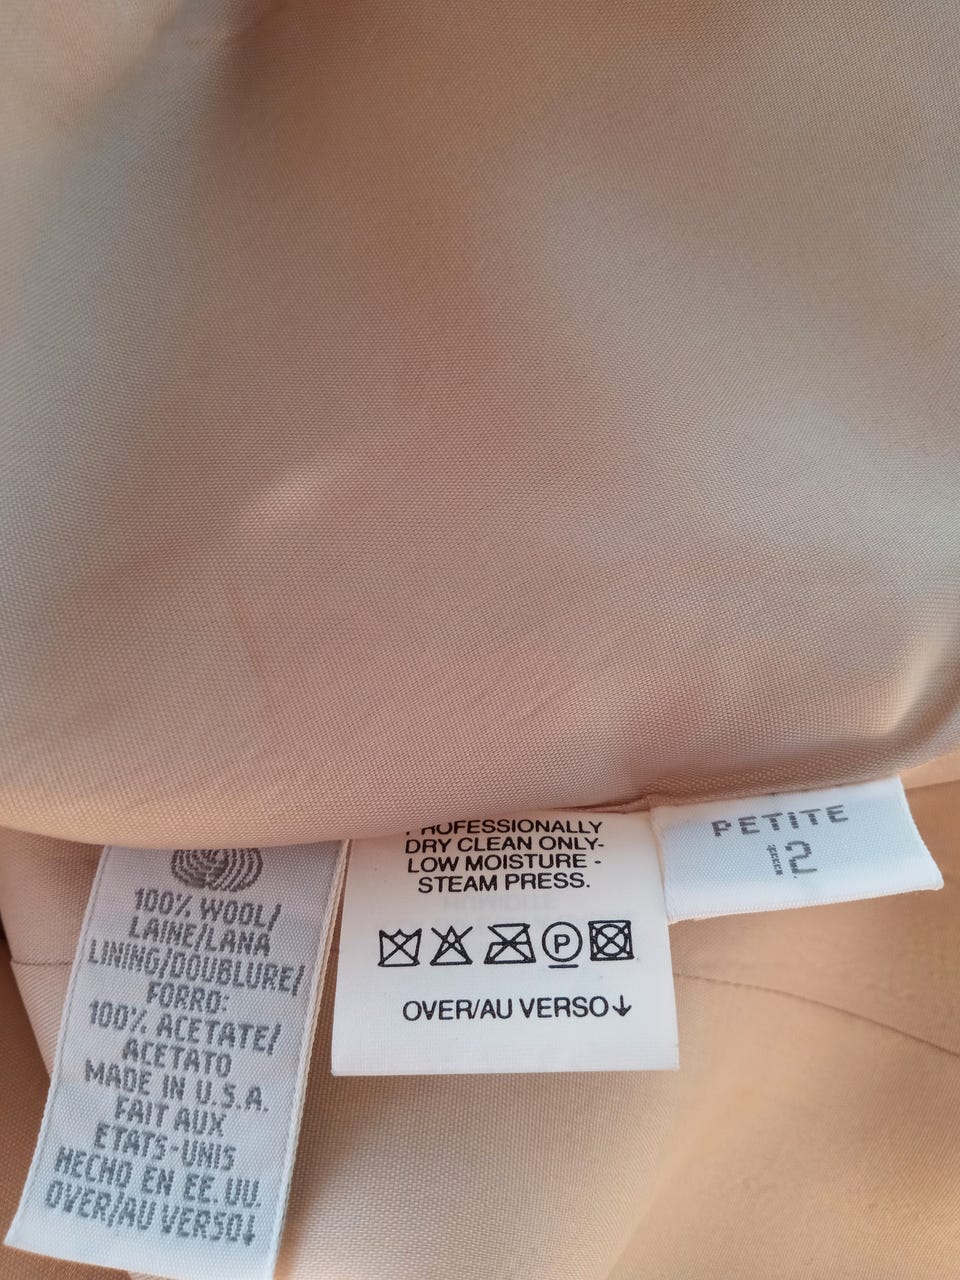 100% WOOL/
LAINE/LANA
LINING/DOUBLURE/
FORRO:
100% ACETATE/
ACETATO
MADE IN U.S.A.
FAIT AUX
ETATS-UNIS
HECHO EN EE.UU.
OVER/AU VERSO↓
PROFESSIONALLY
DRY CLEAN ONLY-
LOW MOISTURE -
STEAM PRESS.
P
OVER/AU VERSO↓
PETITE
12